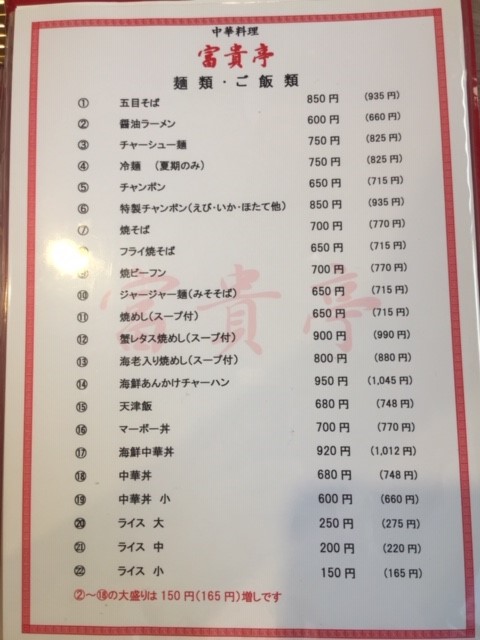 中華料理
富貴亭
麺類・ご飯類
① 五目そば 850円 (935円)
② 醤油ラーメン 600円 (660円)
③ チャーシュー麺 750円 (825円)
④ 冷麺 (夏期のみ) 750円 (825円)
⑤ チャンポン 650円 (715円)
⑥ 特製チャンポン(えび・いか・ほたて他) 850円 (935円)
⑦ 焼そば 700円 (770円)
⑧ フライ焼そば 650円 (715円)
⑨ 焼ビーフン 700円 (770円)
⑩ ジャージャー麺(みそそば) 650円 (715円)
⑪ 焼めし(スープ付) 650円 (715円)
⑫ 蟹レタス焼めし(スープ付) 900円 (990円)
⑬ 海老入り焼めし(スープ付) 800円 (880円)
⑭ 海鮮あんかけチャーハン 950円 (1,045円)
⑮ 天津飯 680円 (748円)
⑯ マーボー丼 700円 (770円)
⑰ 海鮮中華丼 920円 (1,012円)
⑱ 中華丼 680円 (748円)
⑲ 中華丼 小 600円 (660円)
⑳ ライス 大 250円 (275円)
㉑ ライス 中 200円 (220円)
㉒ ライス 小 150円 (165円)
②～⑱の大盛りは150円(165円)増しです
富貴亭